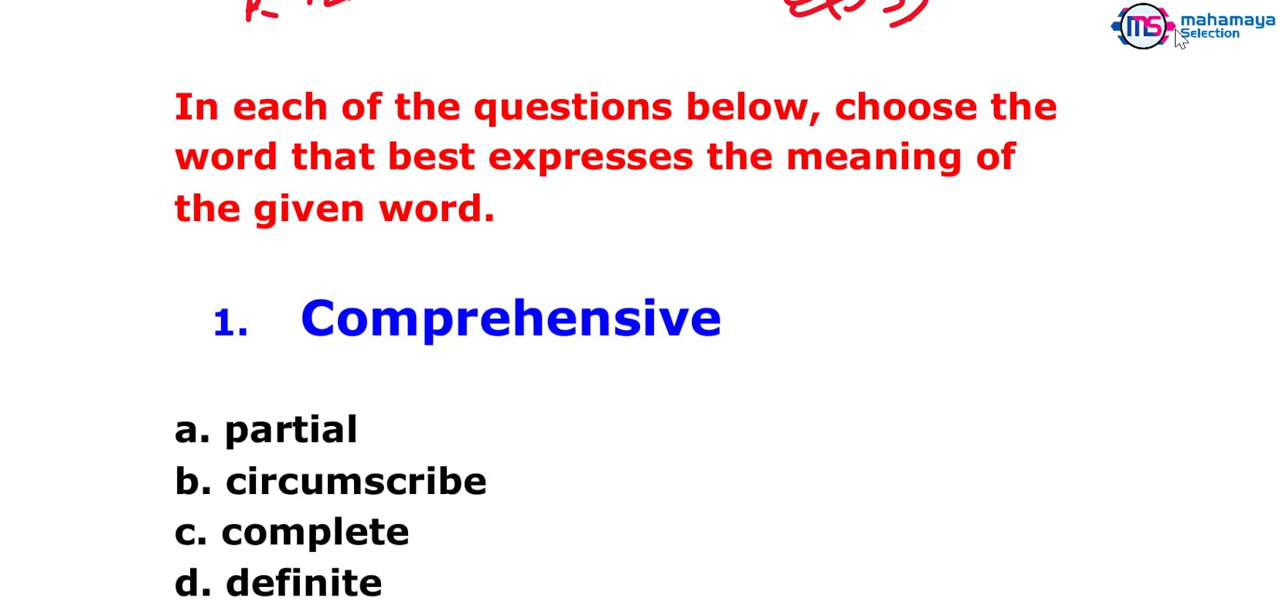 mahamaya
Selection
In each of the questions below, choose the
word that best expresses the meaning of
the given word.
1. Comprehensive
a. partial
b. circumscribe
c. complete
d. definite